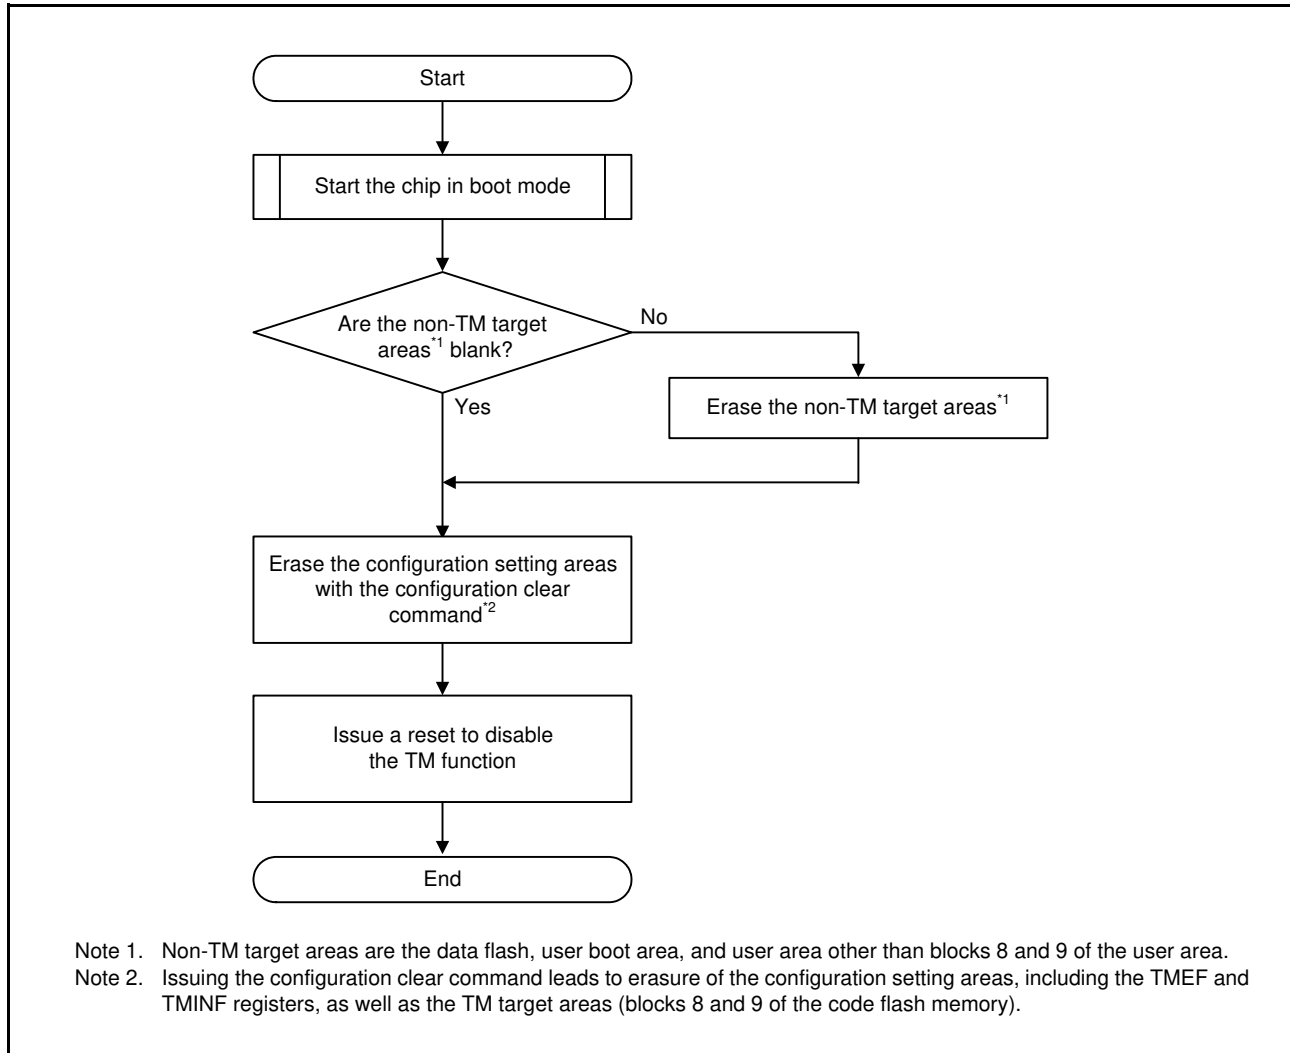 Start
Start the chip in boot mode
Are the non-TM target
areas*1 blank?
No
Yes
Erase the non-TM target areas*1
Erase the configuration setting areas
with the configuration clear
command*2
Issue a reset to disable
the TM function
End
Note 1. Non-TM target areas are the data flash, user boot area, and user area other than blocks 8 and 9 of the user area.
Note 2. Issuing the configuration clear command leads to erasure of the configuration setting areas, including the TMEF and
TMINF registers, as well as the TM target areas (blocks 8 and 9 of the code flash memory).